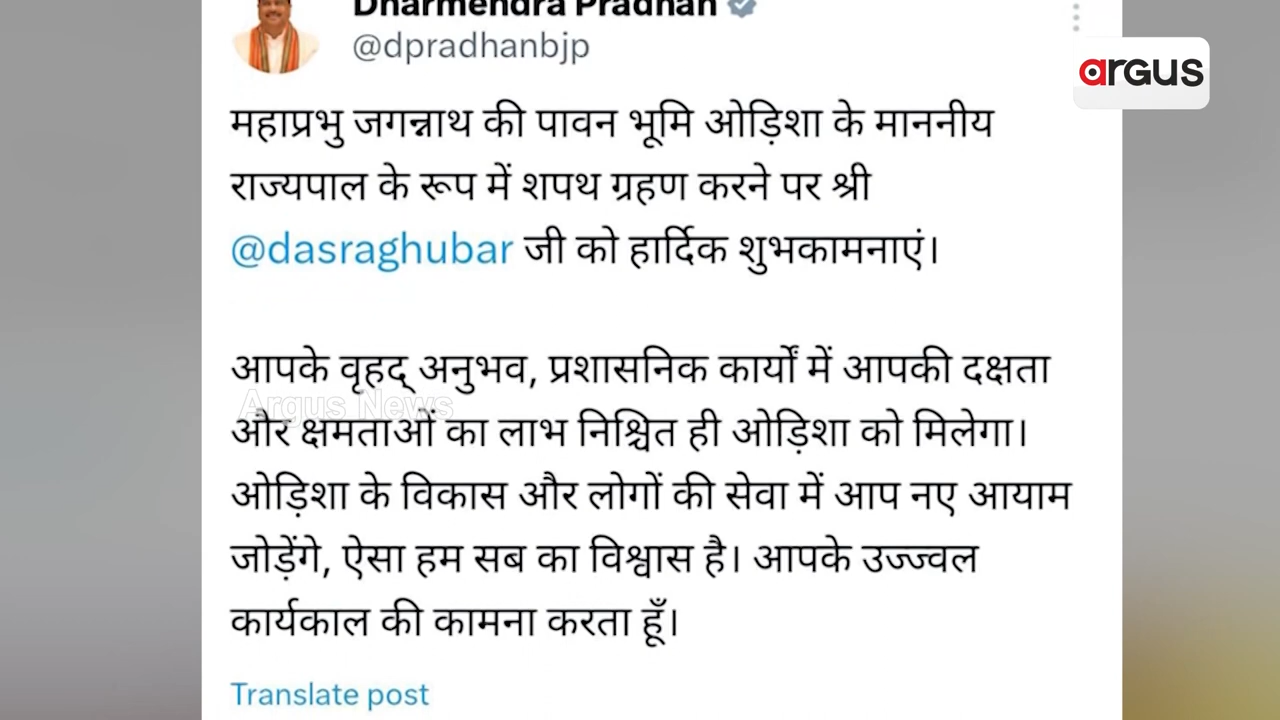 Dharmendra Pradhan
@dpradhanbjp
argus
महाप्रभु जगन्नाथ की पावन भूमि ओड़िशा के माननीय
राज्यपाल के रूप में शपथ ग्रहण करने पर श्री
@dasraghubar जी को हार्दिक शुभकामनाएं।
आपके वृहद् अनुभव, प्रशासनिक कार्यों में आपकी दक्षता
Argus News
और क्षमताओं का लाभ निश्चित ही ओड़िशा को मिलेगा।
ओड़िशा के विकास और लोगों की सेवा में आप नए आयाम
जोड़ेंगे, ऐसा हम सब का विश्वास है। आपके उज्ज्वल
कार्यकाल की कामना करता हूँ।
Translate post